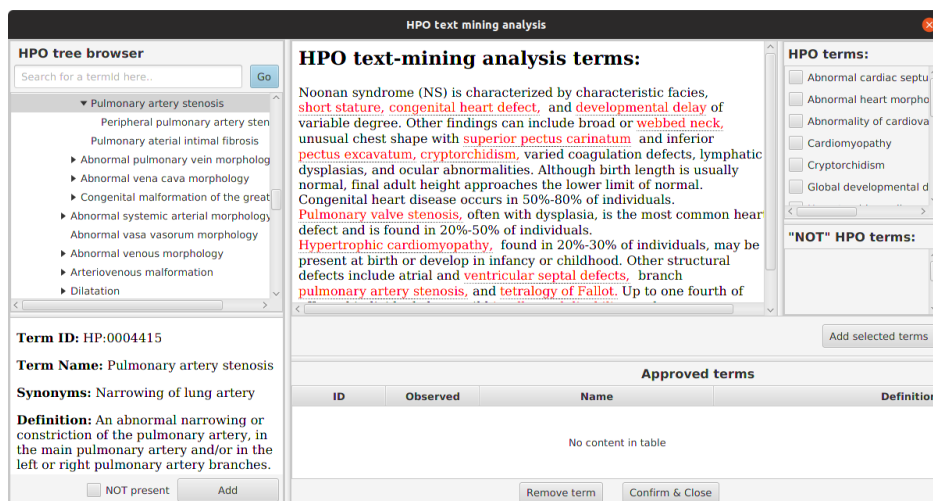 HPO text mining analysis
HPO tree browser
Search for a termId here..
Go
Pulmonary artery stenosis
Peripheral pulmonary artery sten
Pulmonary aterial intimal fibrosis
Abnormal pulmonary vein morpholog
Abnormal vena cava morphology
Congenital malformation of the great
Abnormal systemic arterial morphology
Abnormal vasa vasorum morphology
Abnormal venous morphology
Arteriovenous malformation
Dilatation
Term ID: HP:0004415
Term Name: Pulmonary artery stenosis
Synonyms: Narrowing of lung artery
Definition: An abnormal narrowing or
constriction of the pulmonary artery, in
the main pulmonary artery and/or in the
left or right pulmonary artery branches.
NOT present
Add
HPO text-mining analysis terms:
Noonan syndrome (NS) is characterized by characteristic facies,
short stature, congenital heart defect, and developmental delay of
variable degree. Other findings can include broad or webbed neck,
unusual chest shape with superior pectus carinatum and inferior
pectus excavatum, cryptorchidism, varied coagulation defects, lymphatic
dysplasias, and ocular abnormalities. Although birth length is usually
normal, final adult height approaches the lower limit of normal.
Congenital heart disease occurs in 50%-80% of individuals.
Pulmonary valve stenosis, often with dysplasia, is the most common hear
defect and is found in 20%-50% of individuals.
Hypertrophic cardiomyopathy, found in 20%-30% of individuals, may be
present at birth or develop in infancy or childhood. Other structural
defects include atrial and ventricular septal defects, branch
pulmonary artery stenosis, and tetralogy of Fallot. Up to one fourth of
HPO terms:
Abnormal cardiac septu
Abnormal heart morpho
Abnormality of cardiova
Cardiomyopathy
Cryptorchidism
Global developmental d
"NOT" HPO terms:
Add selected terms
Approved terms
ID Observed Name Definition
No content in table
Remove term
Confirm & Close